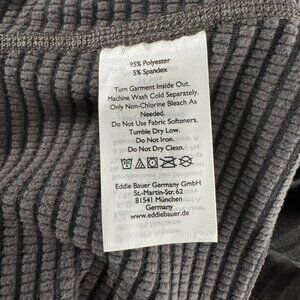 95% Polyester
5% Spandex
Turn Garment Inside Out.
Machine Wash Cold Separately.
Only Non-Chlorine Bleach As
Needed.
Do Not Use Fabric Softeners.
Tumble Dry Low.
Do Not Iron.
Do Not Dry Clean.
Eddie Bauer Germany GmbH
St.-Martin-Str. 62
81541 München
Germany
www.eddiebauer.de